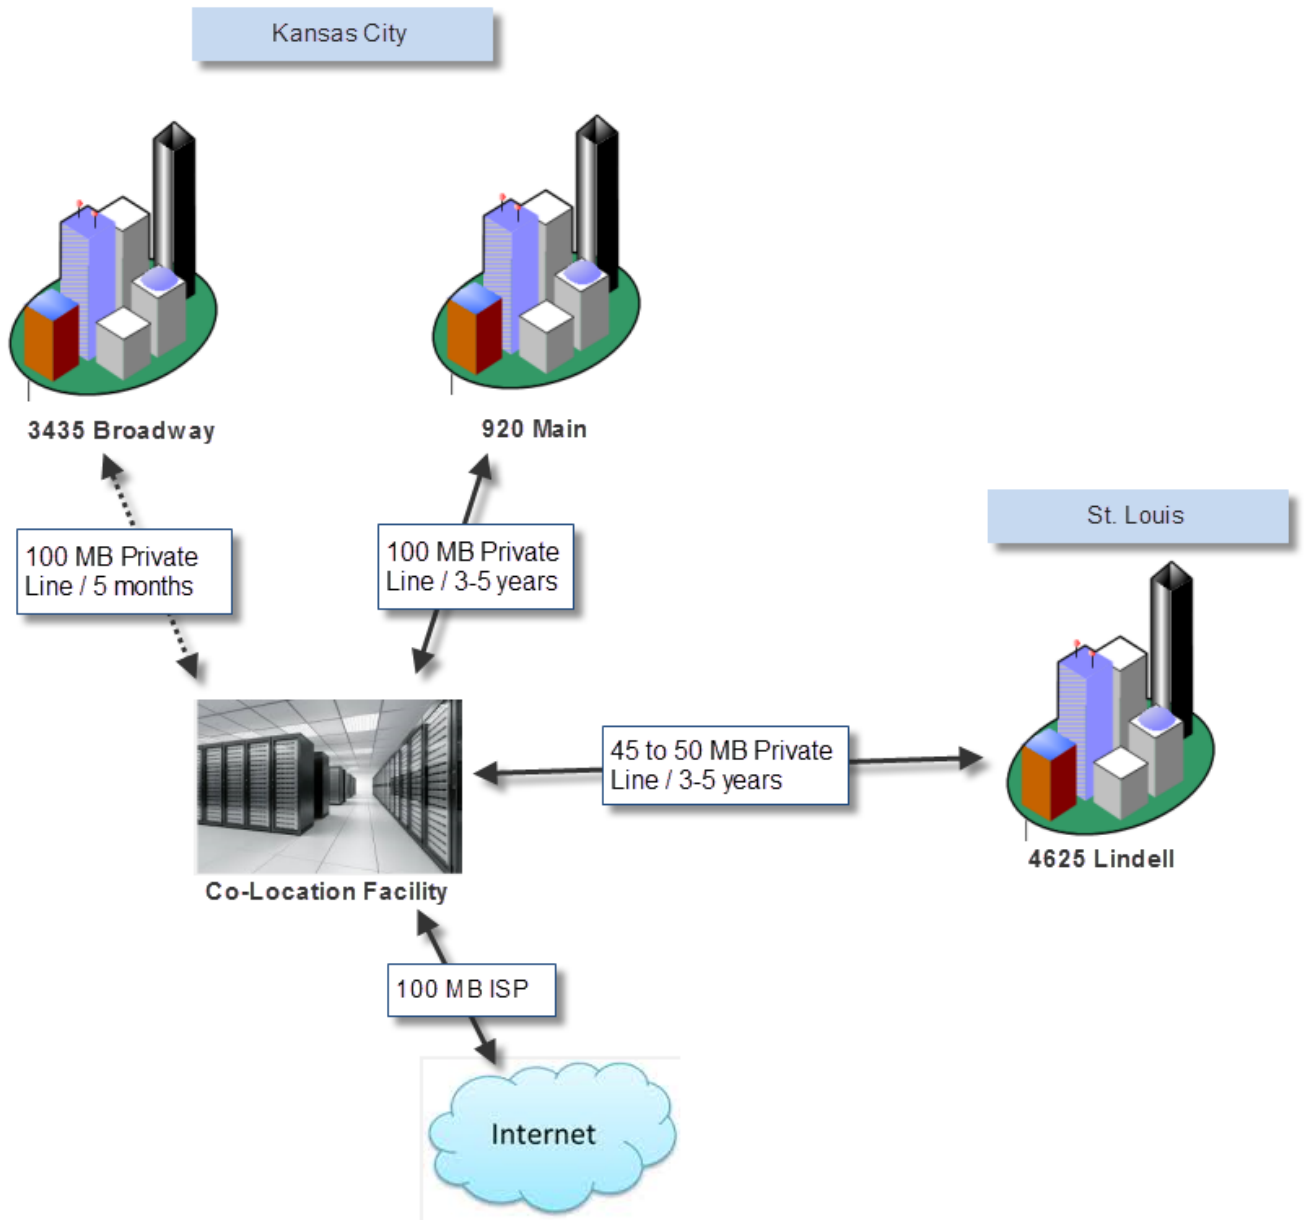 Kansas City
3435 Broadway
920 Main
100 MB Private
Line / 5 months
100 MB Private
Line / 3-5 years
St. Louis
45 to 50 MB Private
Line / 3-5 years
4625 Lindell
Co-Location Facility
100 MB ISP
Internet